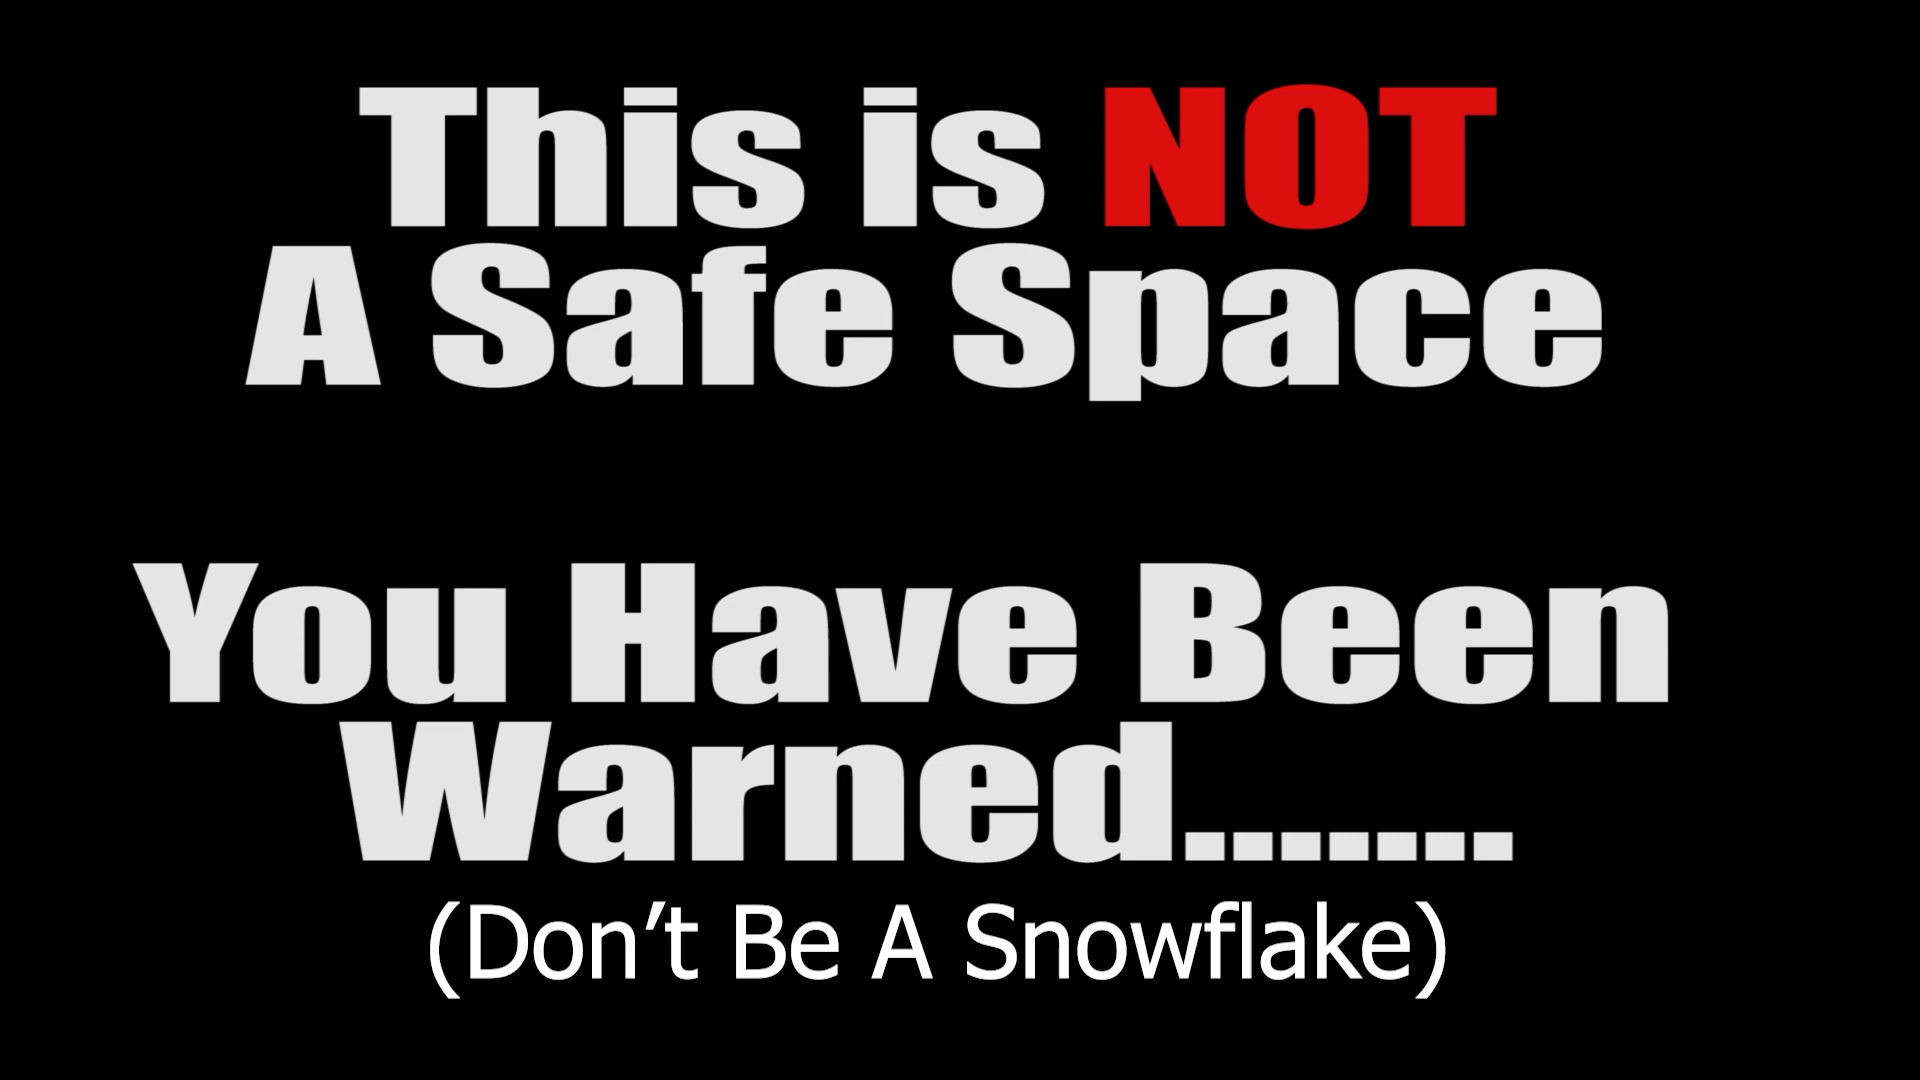 This is NOT
A Safe Space
You Have Been
Warned.......
(Don’t Be A Snowflake)